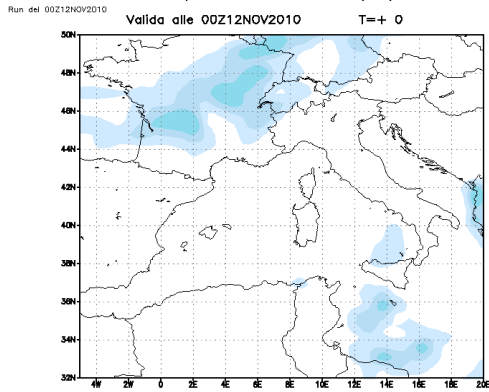 Run del 00Z12NOV2010
Valida alle 00Z12NOV2010 T=+ 0
50N
48N
46N
44N
42N
40N
38N
36N
34N
32N
4W 2W 0 2E 4E 6E 8E 10E 12E 14E 16E 18E 20E